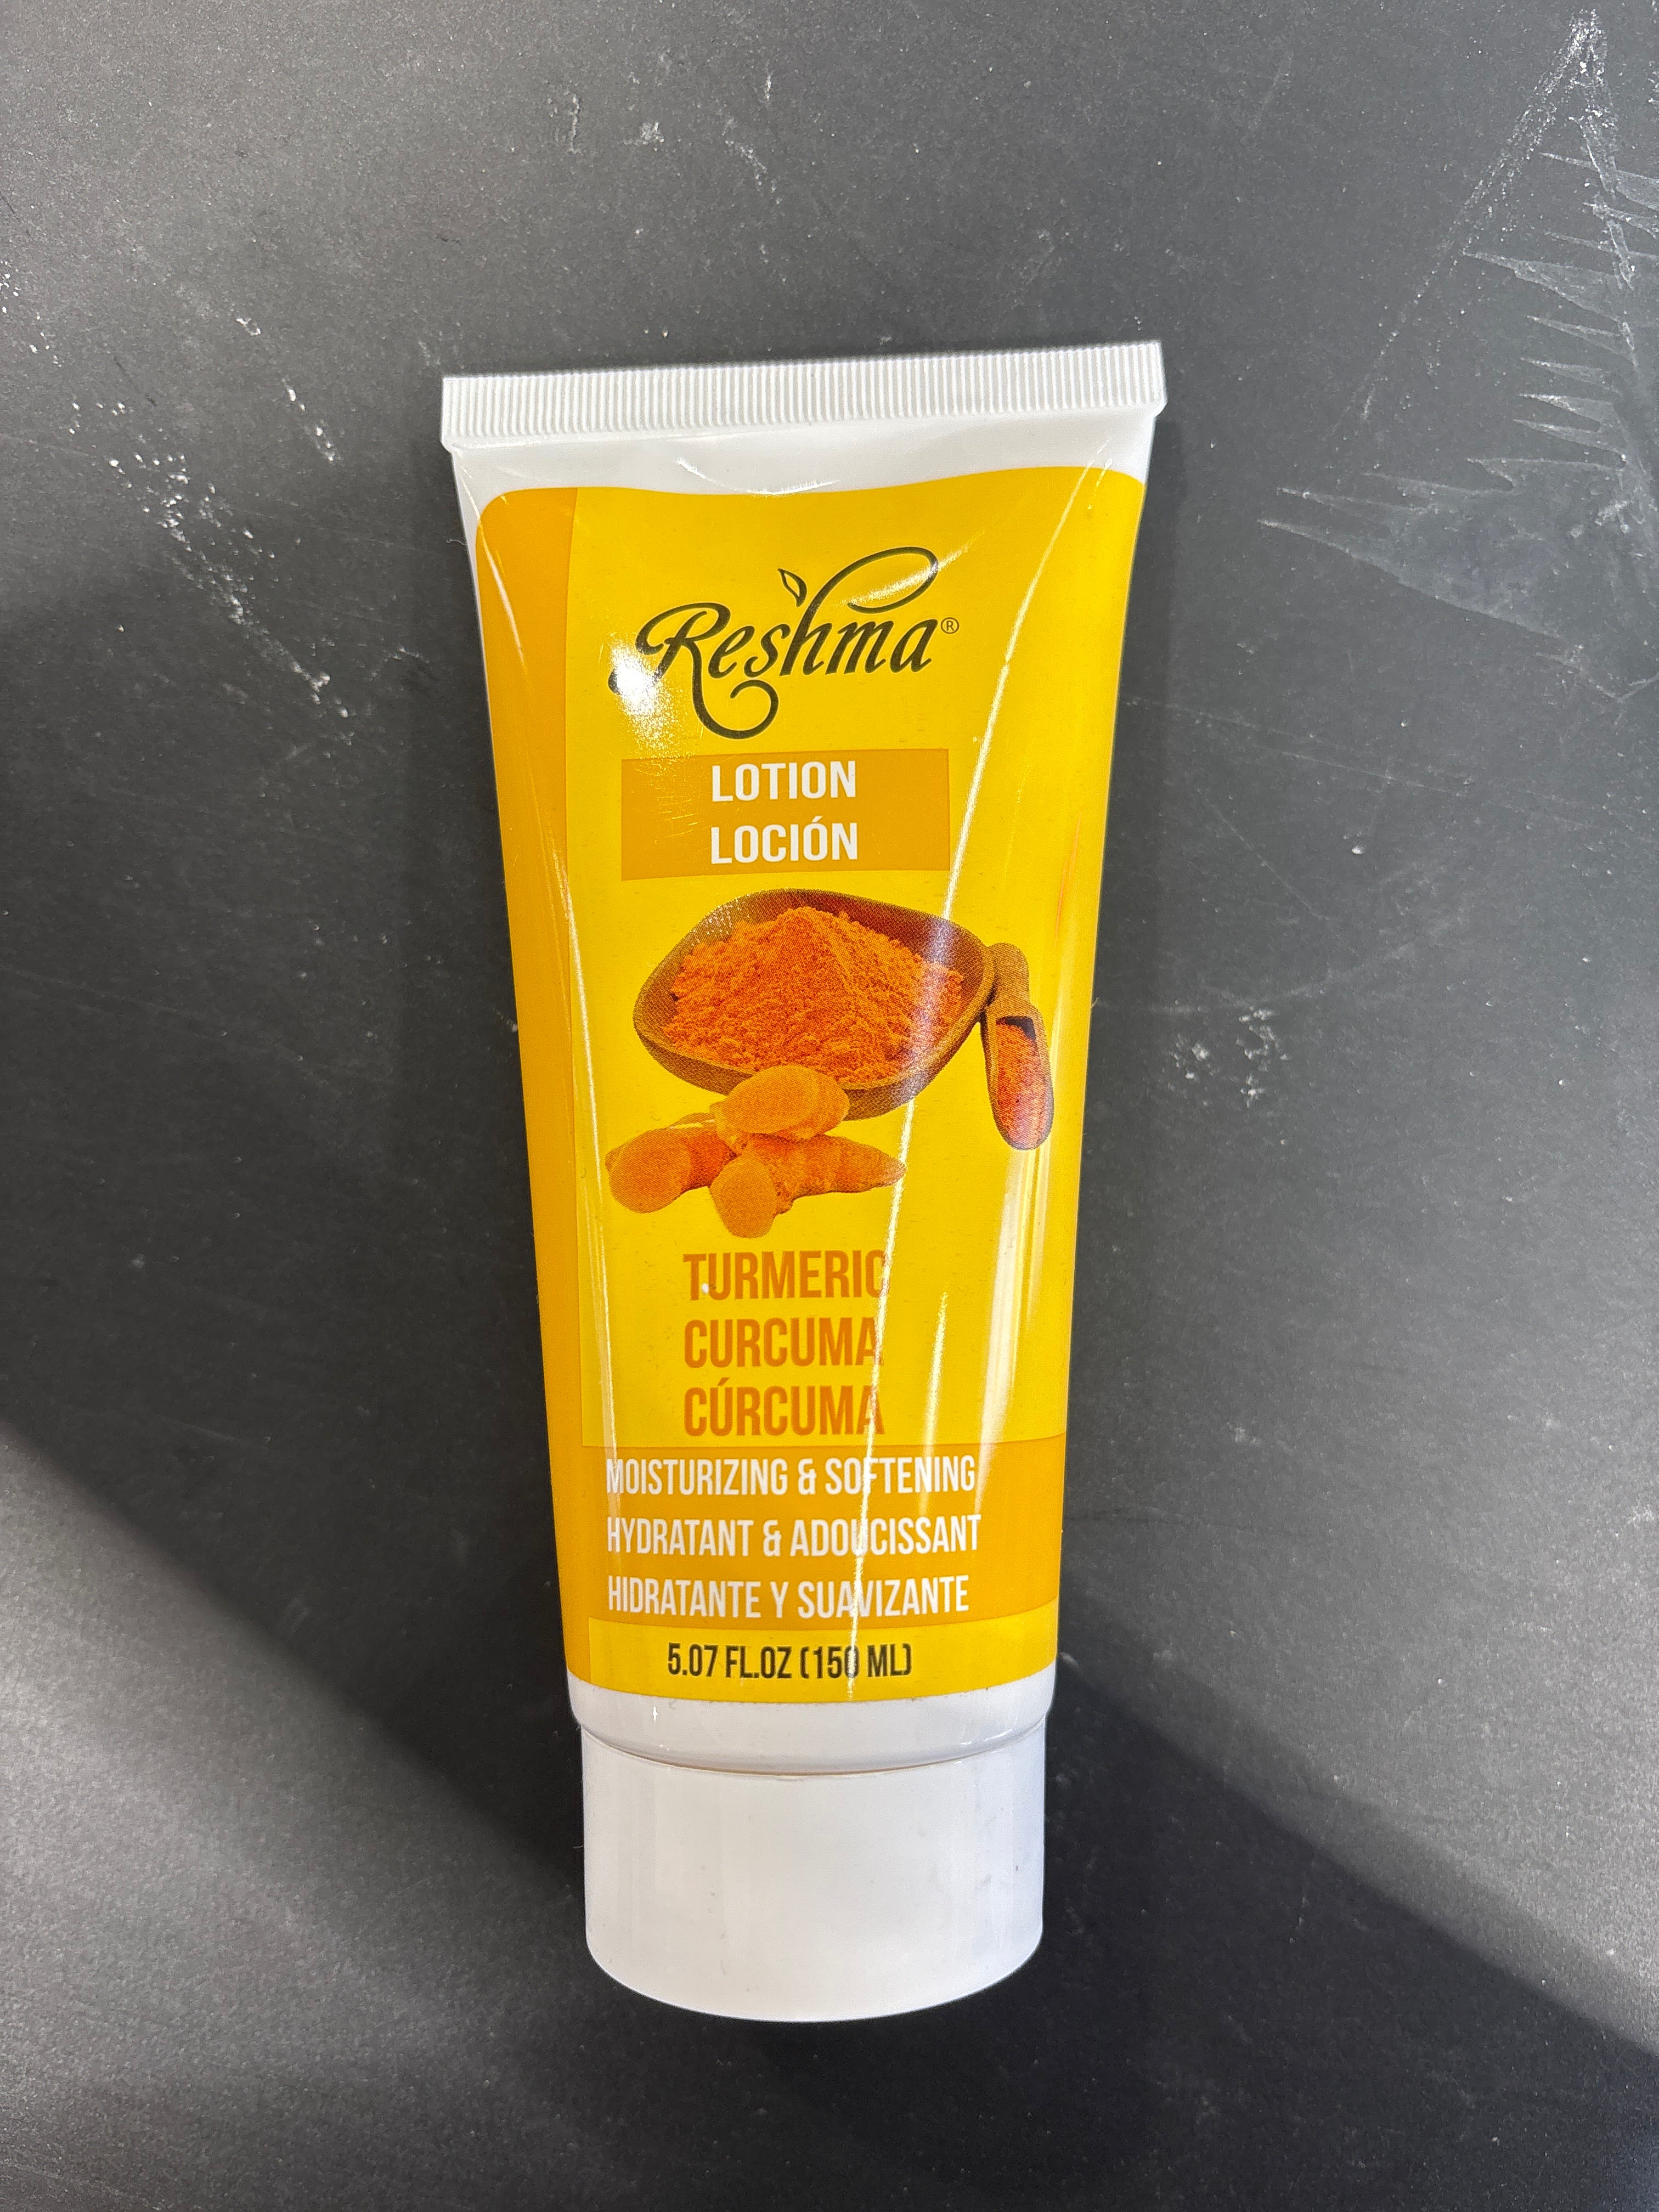 Reshma®
LOTION
LOCIÓN
TURMERIC
CURCUMA
CÚRCUMA
MOISTURIZING & SOFTENING
HYDRATANT & ADOUCISSANT
HIDRATANTE Y SUAVIZANTE
5.07 FL.OZ (150 ML)